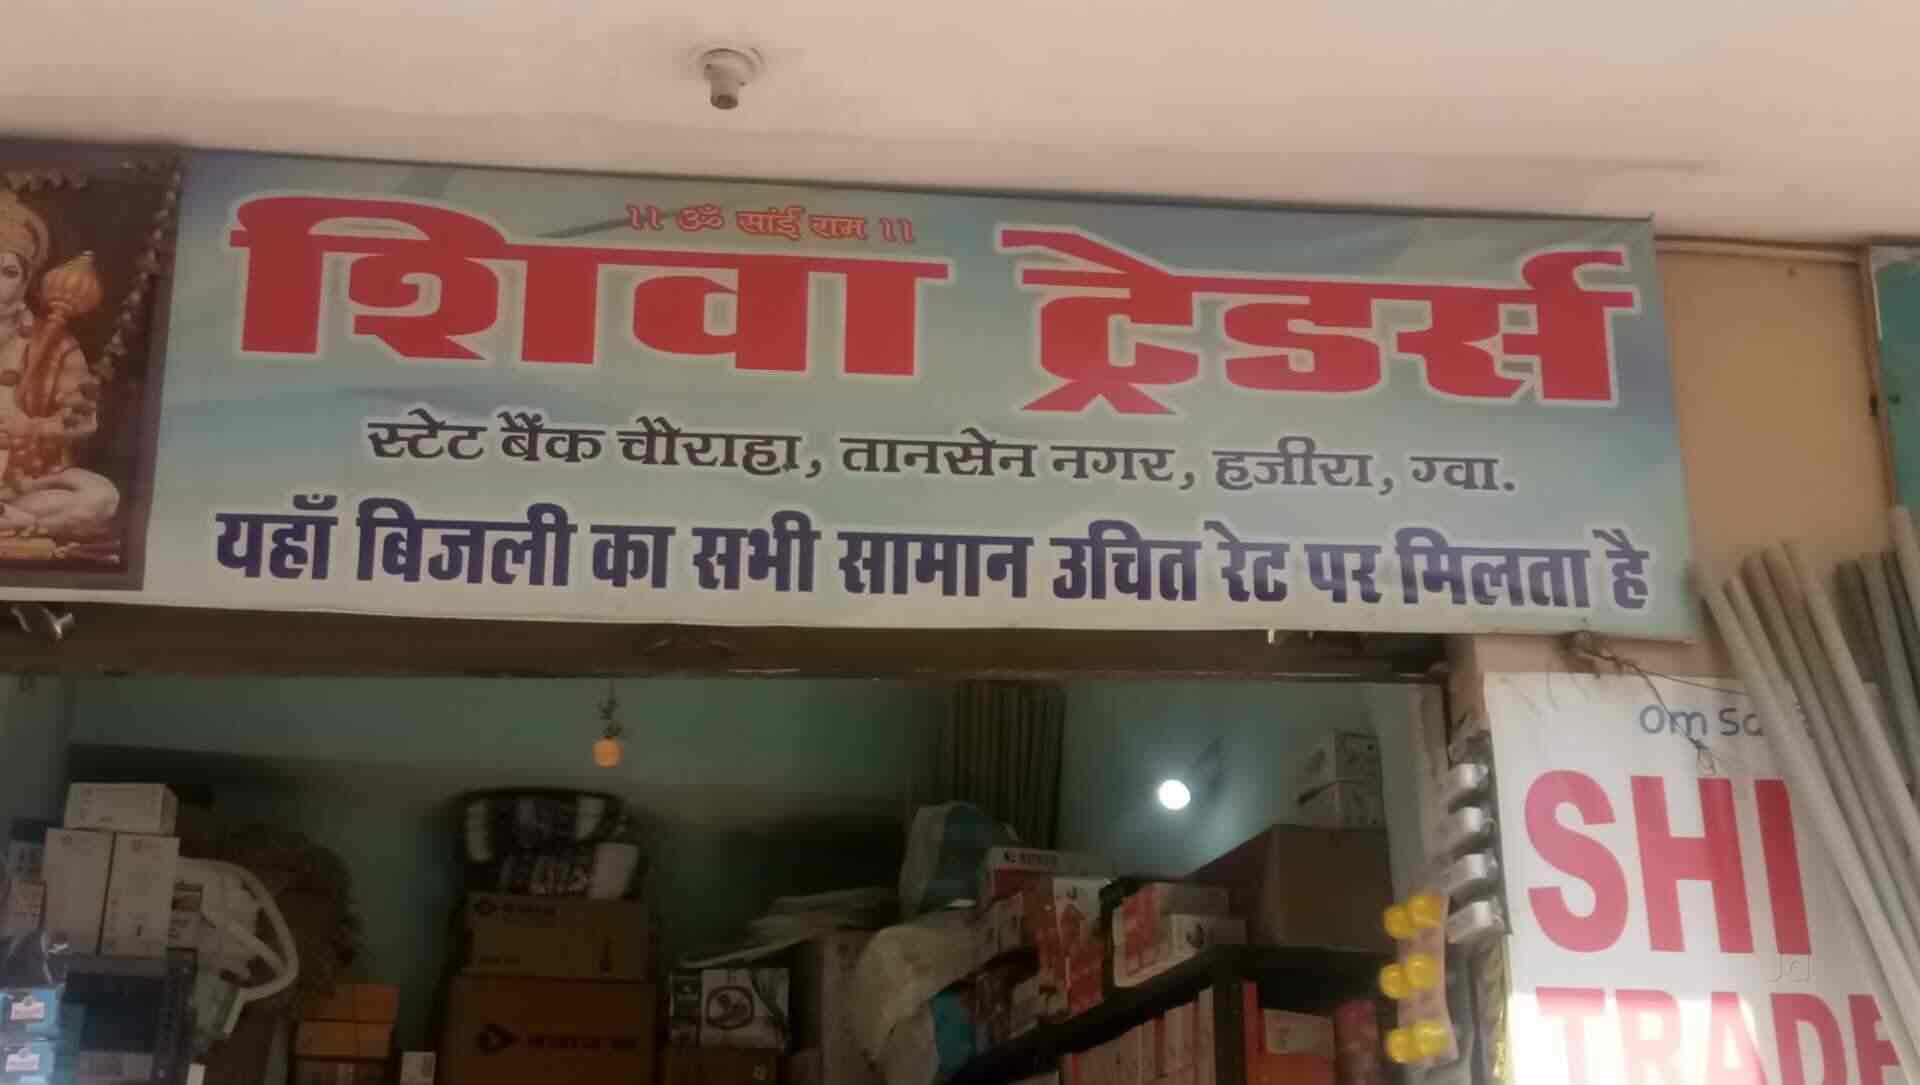 ।। ॐ सांई राम ।।
शिवा ट्रेडर्स
स्टेट बैंक चौराहा, तानसेन नगर, हजीरा, ग्वा.
यहाँ बिजली का सभी सामान उचित रेट पर मिलता है
Om Sa
SHI
TRADE